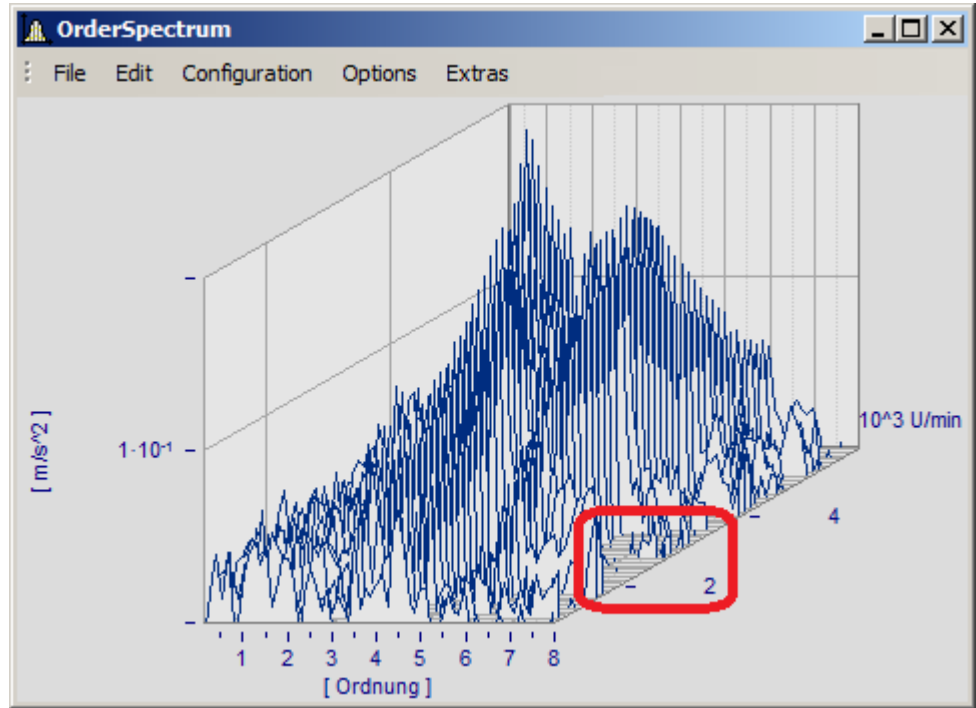 OrderSpectrum
File Edit Configuration Options Extras
[ m/s^2 ]
1·10⁻¹
10^3 U/min
4
2
1 2 3 4 5 6 7 8
[ Ordnung ]